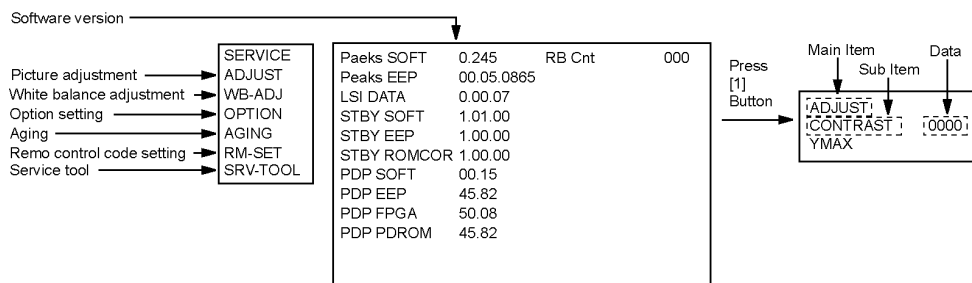 Software version
SERVICE
Picture adjustment ADJUST
White balance adjustment WB-ADJ
Option setting OPTION
Aging AGING
Remo control code setting RM-SET
Service tool SRV-TOOL
Paeks SOFT 0.245 RB Cnt 000
Peaks EEP 00.05.0865
LSI DATA 0.00.07
STBY SOFT 1.01.00
STBY EEP 1.00.00
STBY ROMCOR 1.00.00
PDP SOFT 00.15
PDP EEP 45.82
PDP FPGA 50.08
PDP PDROM 45.82
Press
[1]
Button
Main Item Data
Sub Item
ADJUST
CONTRAST 0000
YMAX